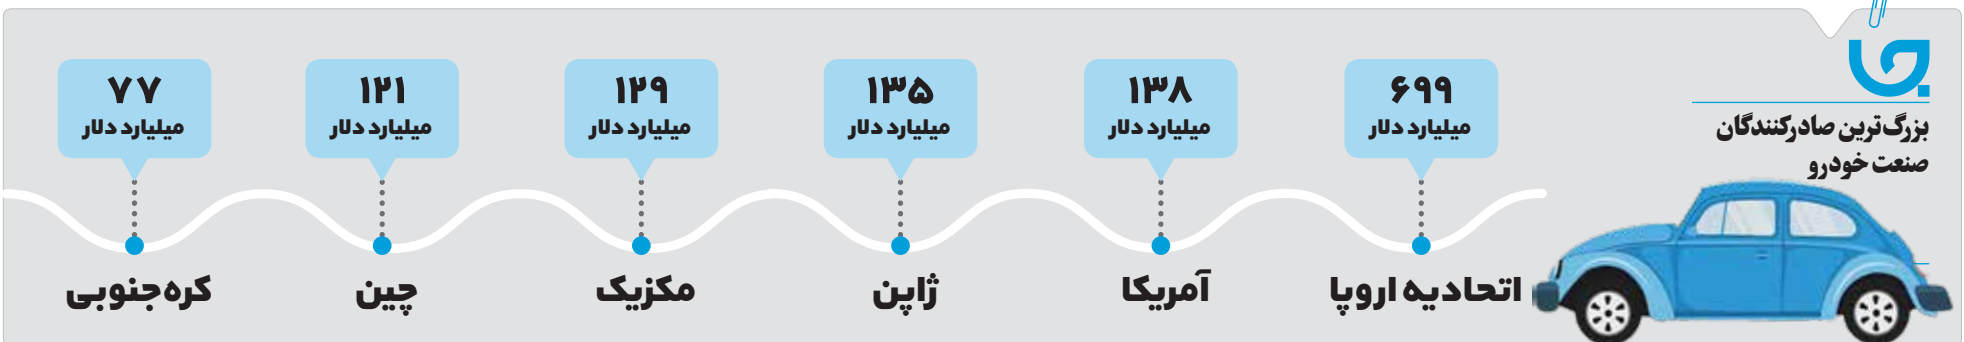 بزرگ‌ترین صادرکنندگان
صنعت خودرو
۶۹۹
میلیارد دلار
اتحادیه اروپا
۱۳۸
میلیارد دلار
آمریکا
۱۳۵
میلیارد دلار
ژاپن
۱۲۹
میلیارد دلار
مکزیک
۱۲۱
میلیارد دلار
چین
۷۷
میلیارد دلار
کره‌جنوبی